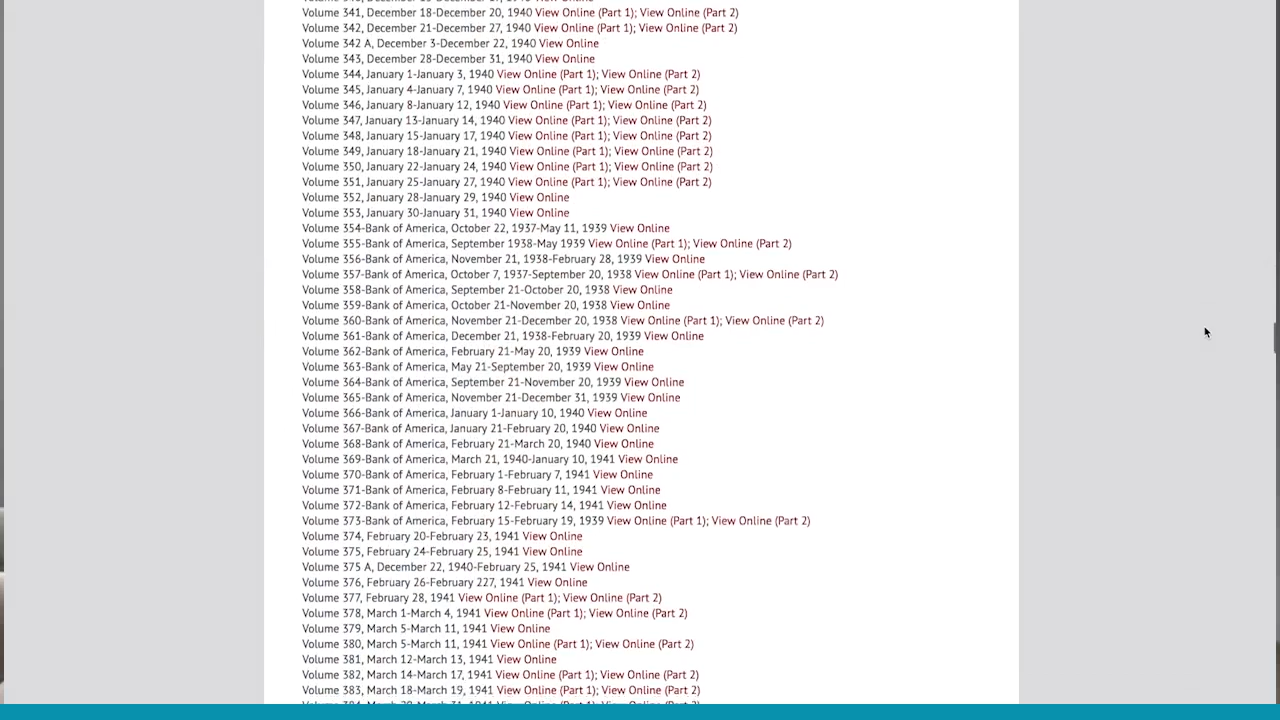 Volume 341, December 18-December 20, 1940 View Online (Part 1); View Online (Part 2)
Volume 342, December 21-December 27, 1940 View Online (Part 1); View Online (Part 2)
Volume 342 A, December 3-December 22, 1940 View Online
Volume 343, December 28-December 31, 1940 View Online
Volume 344, January 1-January 3, 1940 View Online (Part 1); View Online (Part 2)
Volume 345, January 4-January 7, 1940 View Online (Part 1); View Online (Part 2)
Volume 346, January 8-January 12, 1940 View Online (Part 1); View Online (Part 2)
Volume 347, January 13-January 14, 1940 View Online (Part 1); View Online (Part 2)
Volume 348, January 15-January 17, 1940 View Online (Part 1); View Online (Part 2)
Volume 349, January 18-January 21, 1940 View Online (Part 1); View Online (Part 2)
Volume 350, January 22-January 24, 1940 View Online (Part 1); View Online (Part 2)
Volume 351, January 25-January 27, 1940 View Online (Part 1); View Online (Part 2)
Volume 352, January 28-January 29, 1940 View Online
Volume 353, January 30-January 31, 1940 View Online
Volume 354-Bank of America, October 22, 1937-May 11, 1939 View Online
Volume 355-Bank of America, September 1938-May 1939 View Online (Part 1); View Online (Part 2)
Volume 356-Bank of America, November 21, 1938-February 28, 1939 View Online
Volume 357-Bank of America, October 7, 1937-September 20, 1938 View Online (Part 1); View Online (Part 2)
Volume 358-Bank of America, September 21-October 20, 1938 View Online
Volume 359-Bank of America, October 21-November 20, 1938 View Online
Volume 360-Bank of America, November 21-December 20, 1938 View Online (Part 1); View Online (Part 2)
Volume 361-Bank of America, December 21, 1938-February 20, 1939 View Online
Volume 362-Bank of America, February 21-May 20, 1939 View Online
Volume 363-Bank of America, May 21-September 20, 1939 View Online
Volume 364-Bank of America, September 21-November 20, 1939 View Online
Volume 365-Bank of America, November 21-December 31, 1939 View Online
Volume 366-Bank of America, January 1-January 10, 1940 View Online
Volume 367-Bank of America, January 21-February 20, 1940 View Online
Volume 368-Bank of America, February 21-March 20, 1940 View Online
Volume 369-Bank of America, March 21, 1940-January 10, 1941 View Online
Volume 370-Bank of America, February 1-February 7, 1941 View Online
Volume 371-Bank of America, February 8-February 11, 1941 View Online
Volume 372-Bank of America, February 12-February 14, 1941 View Online
Volume 373-Bank of America, February 15-February 19, 1939 View Online (Part 1); View Online (Part 2)
Volume 374, February 20-February 23, 1941 View Online
Volume 375, February 24-February 25, 1941 View Online
Volume 375 A, December 22, 1940-February 25, 1941 View Online
Volume 376, February 26-February 227, 1941 View Online
Volume 377, February 28, 1941 View Online (Part 1); View Online (Part 2)
Volume 378, March 1-March 4, 1941 View Online (Part 1); View Online (Part 2)
Volume 379, March 5-March 11, 1941 View Online
Volume 380, March 5-March 11, 1941 View Online (Part 1); View Online (Part 2)
Volume 381, March 12-March 13, 1941 View Online
Volume 382, March 14-March 17, 1941 View Online (Part 1); View Online (Part 2)
Volume 383, March 18-March 19, 1941 View Online (Part 1); View Online (Part 2)